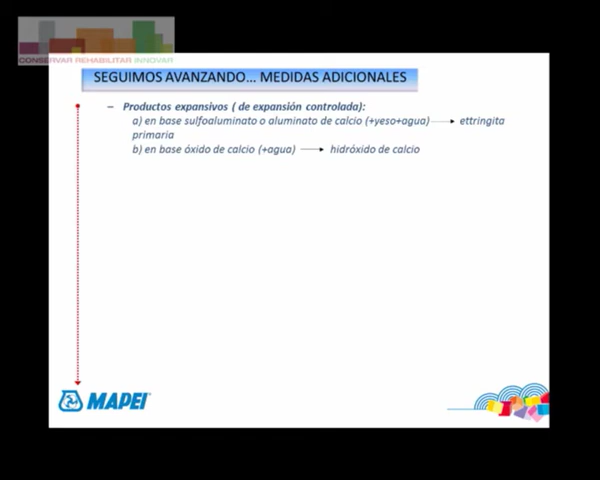 CONSERVAR REHABILITAR INNOVAR
SEGUIMOS AVANZANDO... MEDIDAS ADICIONALES
– Productos expansivos ( de expansión controlada):
a) en base sulfoaluminato o aluminato de calcio (+yeso+agua) → ettringita
primaria
b) en base óxido de calcio (+agua) → hidróxido de calcio
MAPEI